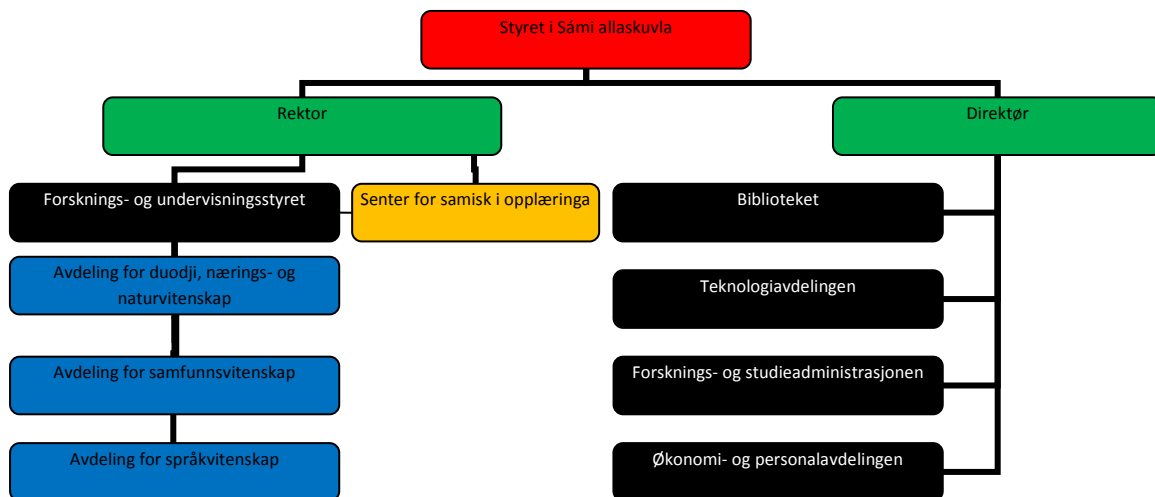 Styret i Sámi allaskuvla
Rektor
Direktør
Forsknings- og undervisningsstyret
Senter for samisk i opplæringa
Biblioteket
Avdeling for duodji, nærings- og
naturvitenskap
Teknologiavdelingen
Avdeling for samfunnsvitenskap
Forsknings- og studieadministrasjonen
Avdeling for språkvitenskap
Økonomi- og personalavdelingen